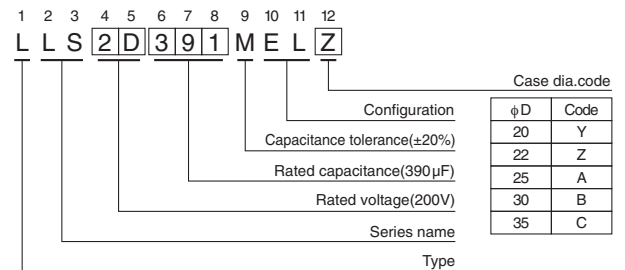 1 2 3 4 5 6 7 8 9 10 11 12
L L S 2 D 3 9 1 M E L Z
Case dia.code
Configuration
Capacitance tolerance(±20%)
Rated capacitance(390µF)
Rated voltage(200V)
Series name
Type
ϕD Code
20 Y
22 Z
25 A
30 B
35 C